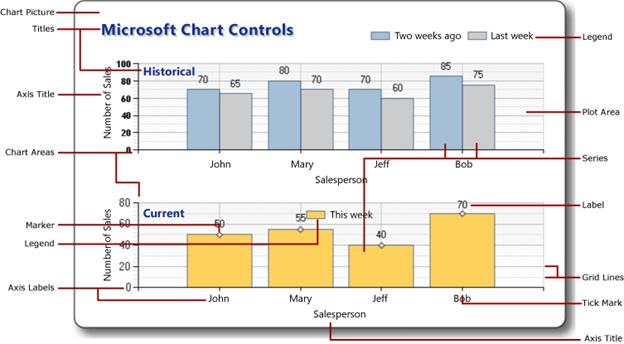 Chart Picture
Titles
Microsoft Chart Controls
Two weeks ago
Last week
Legend
Historical
Axis Title
Number of Sales
100
80
60
40
20
0
70
65
80
70
70
60
85
75
Plot Area
John
Mary
Jeff
Bob
Salesperson
Chart Areas
Series
Current
This week
Number of Sales
80
60
40
20
0
50
55
40
70
Label
Marker
Legend
Axis Labels
John
Mary
Jeff
Bob
Salesperson
Grid Lines
Tick Mark
Axis Title